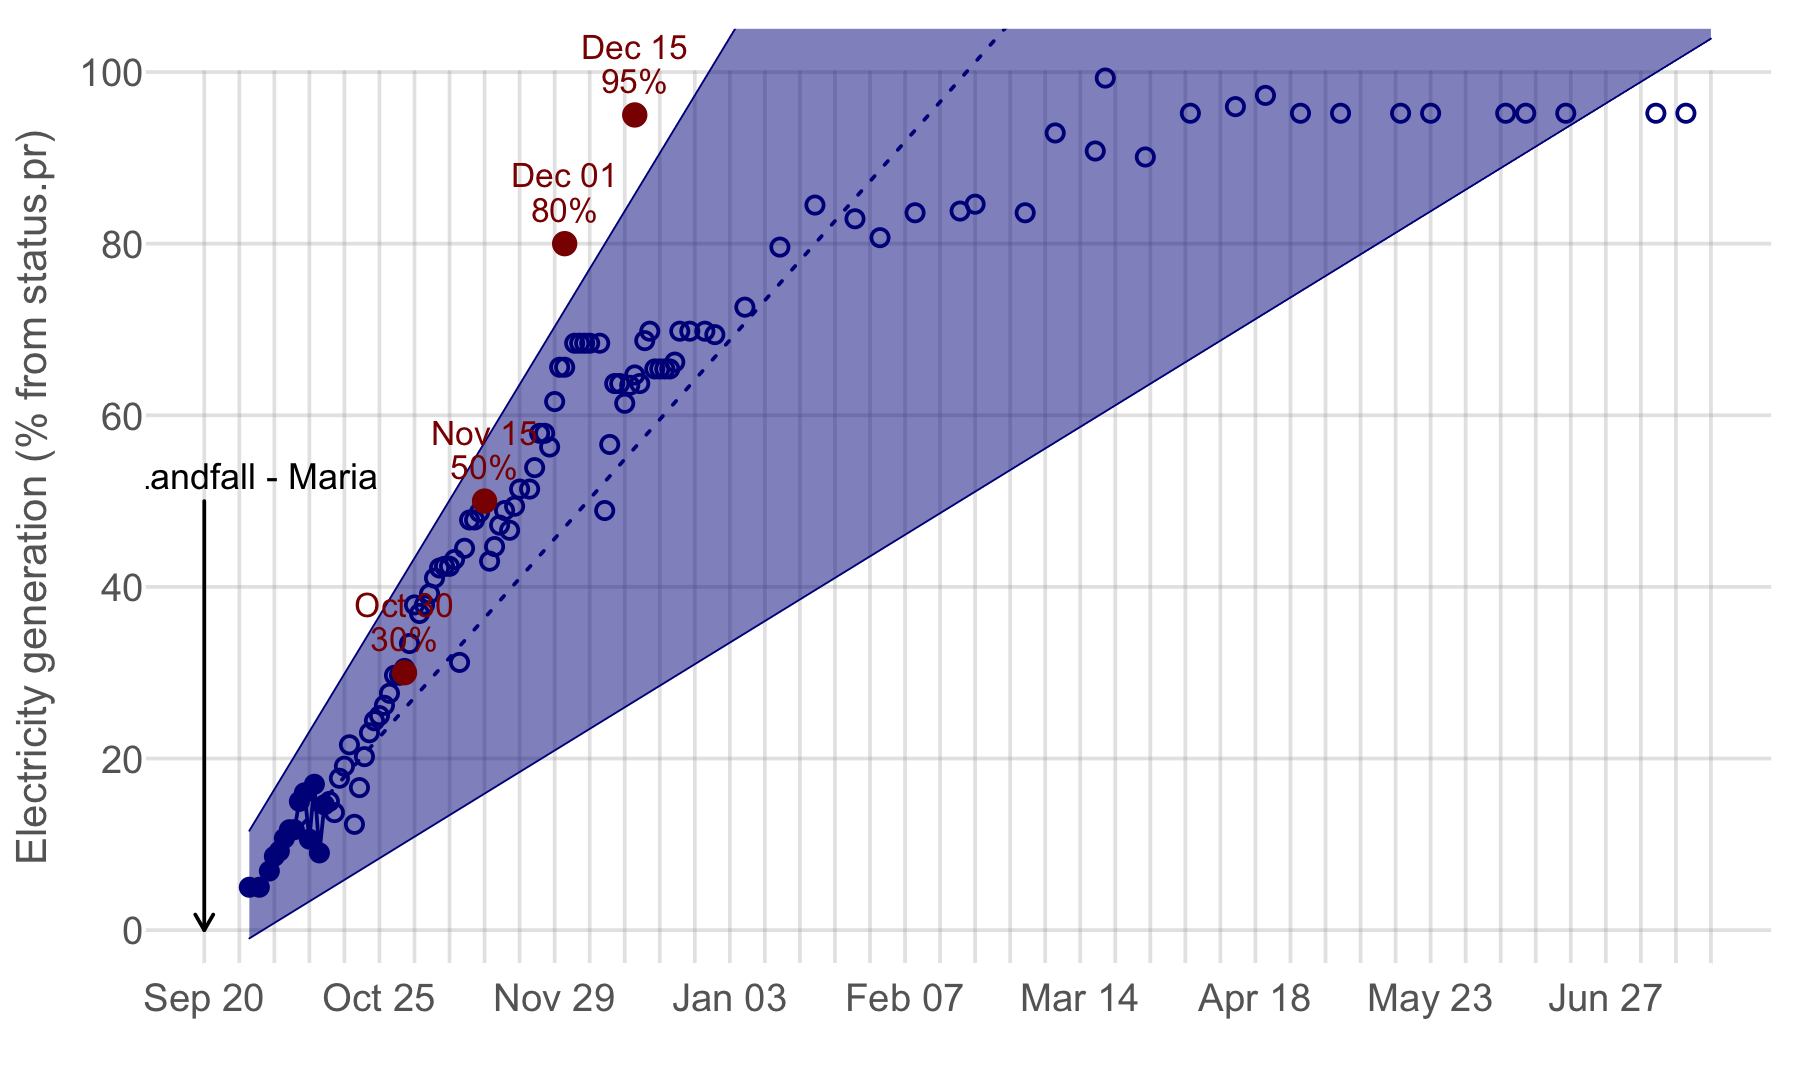 Electricity generation (% from status.pr)
100
80
60
40
20
0
Dec 15
95%
Dec 01
80%
Nov 15
50%
Oct 30
30%
andfall - Maria
Sep 20
Oct 25
Nov 29
Jan 03
Feb 07
Mar 14
Apr 18
May 23
Jun 27